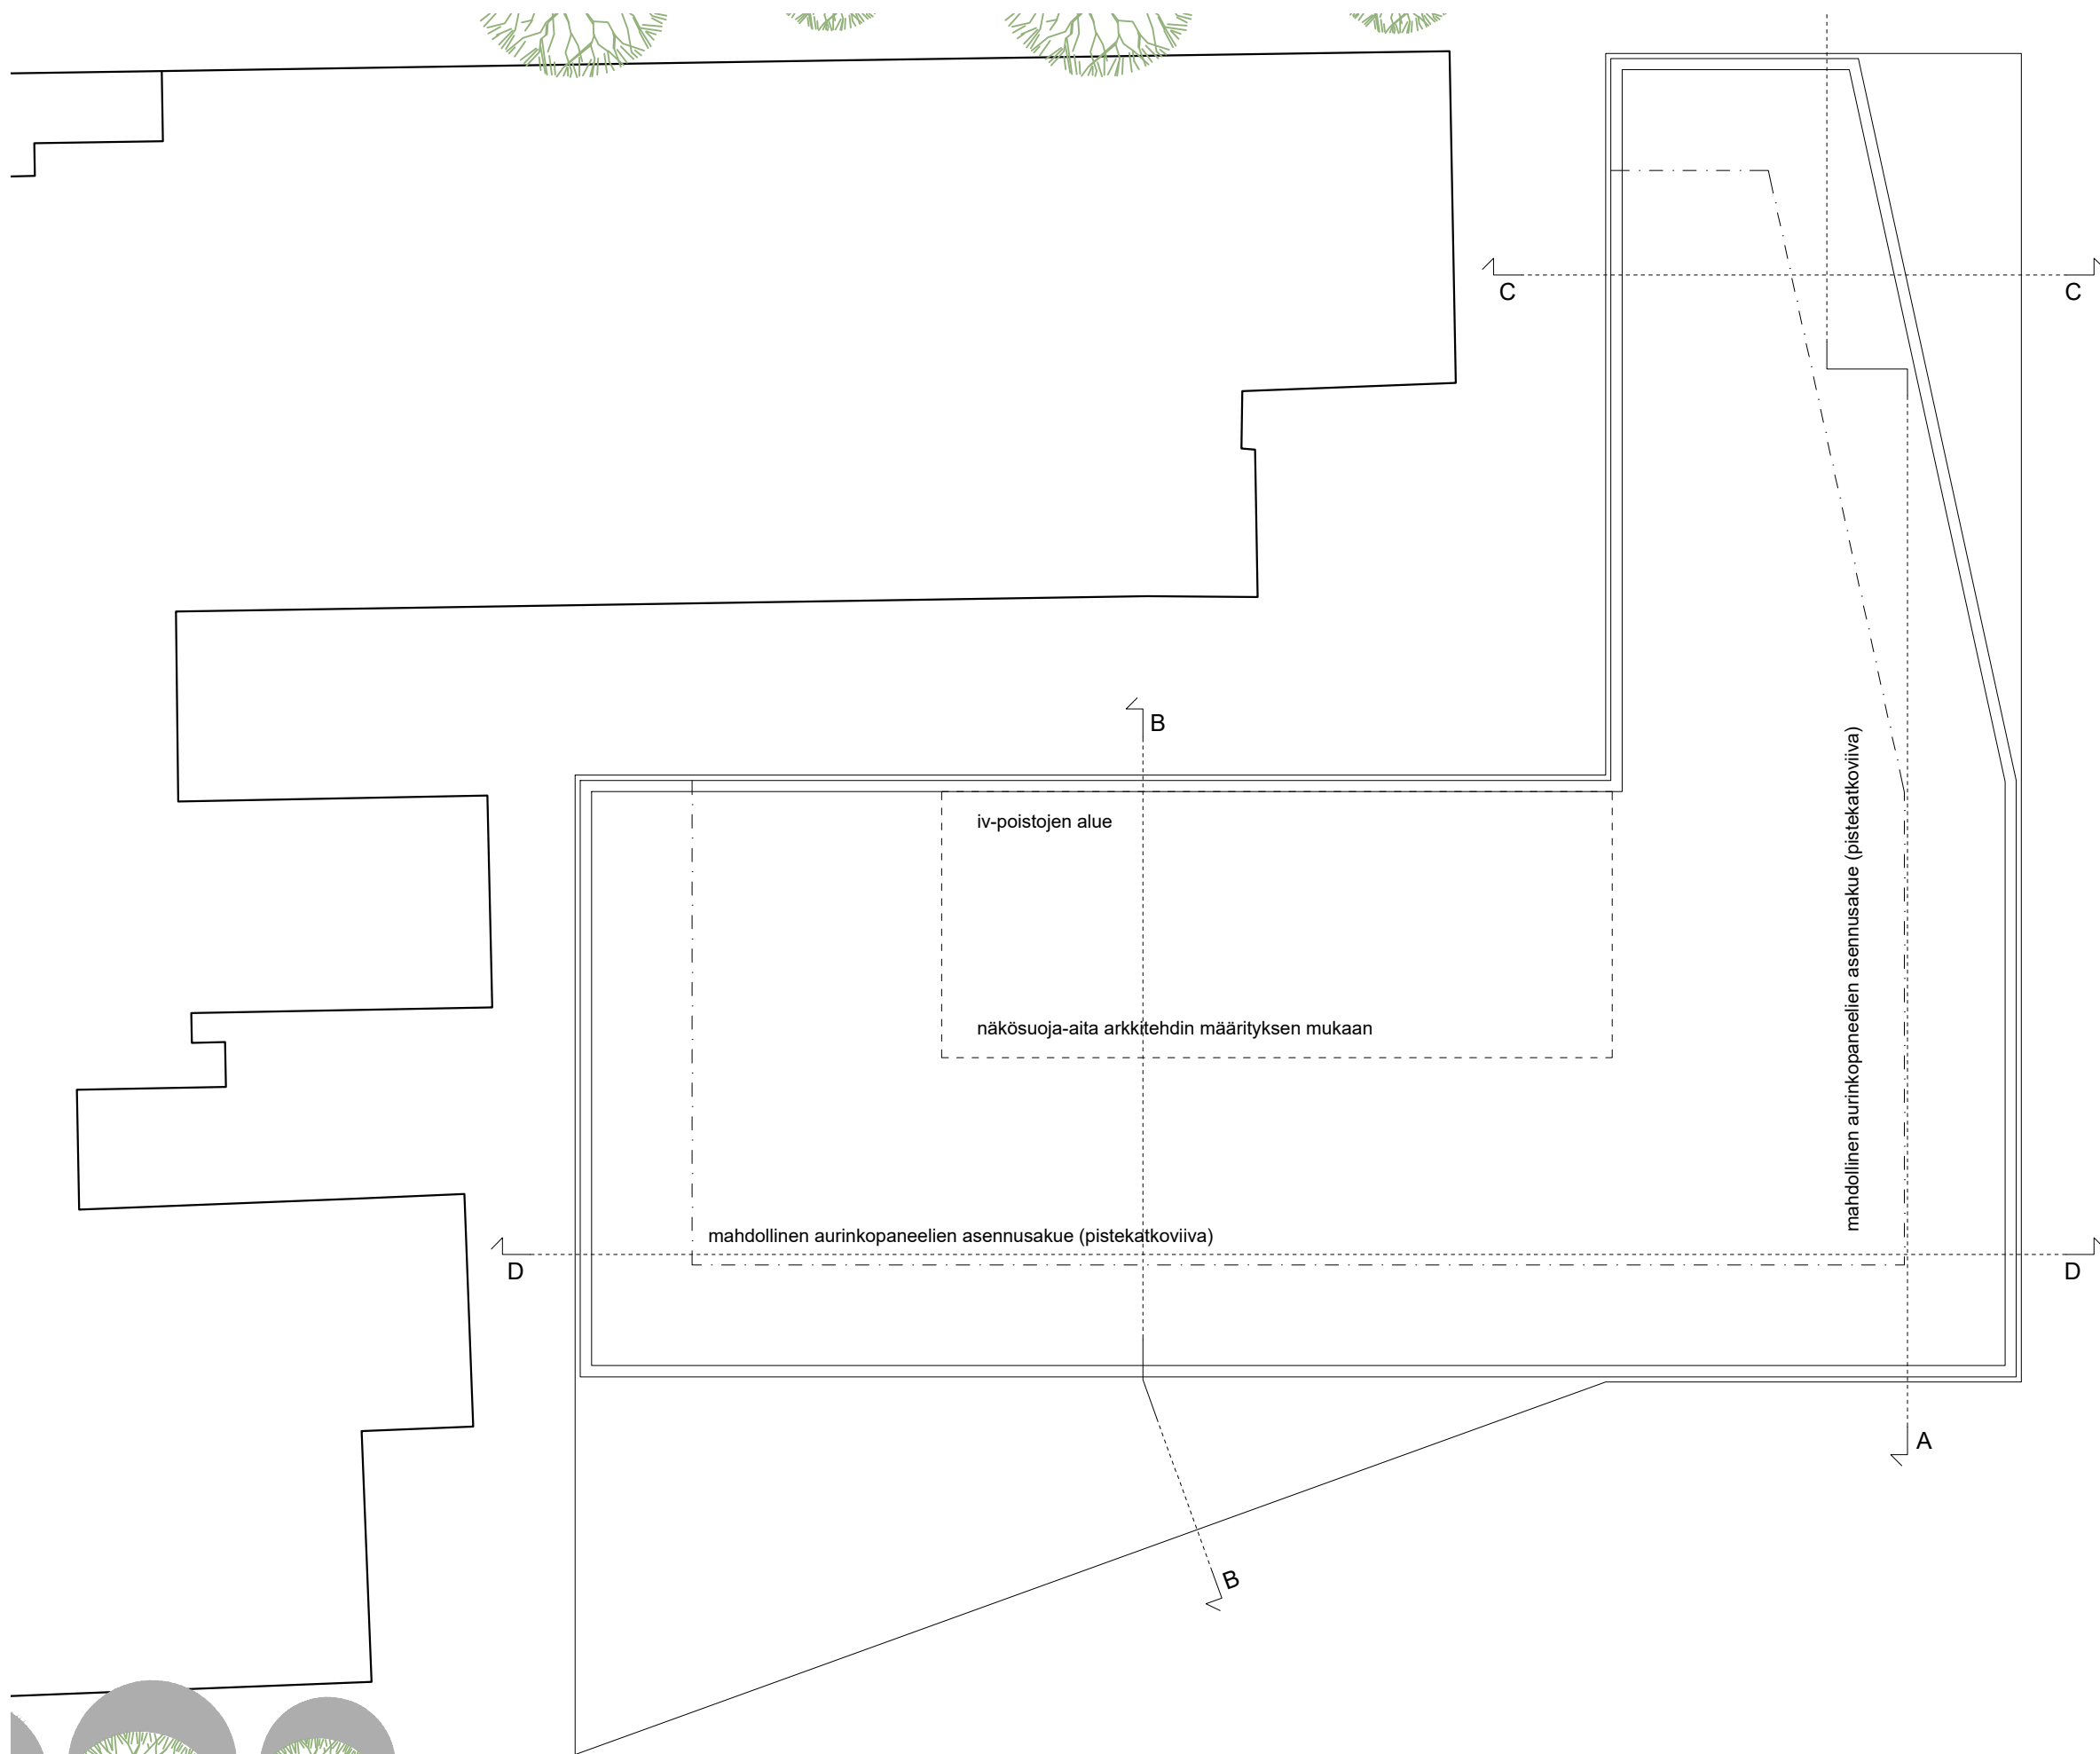 C
C
B
mahdollinen aurinkopaneelien asennusakue (pistekatkoviiva)
iv-poistojen alue
näkösuoja-aita arkkitehdin määrityksen mukaan
mahdollinen aurinkopaneelien asennusakue (pistekatkoviiva)
D
D
A
B